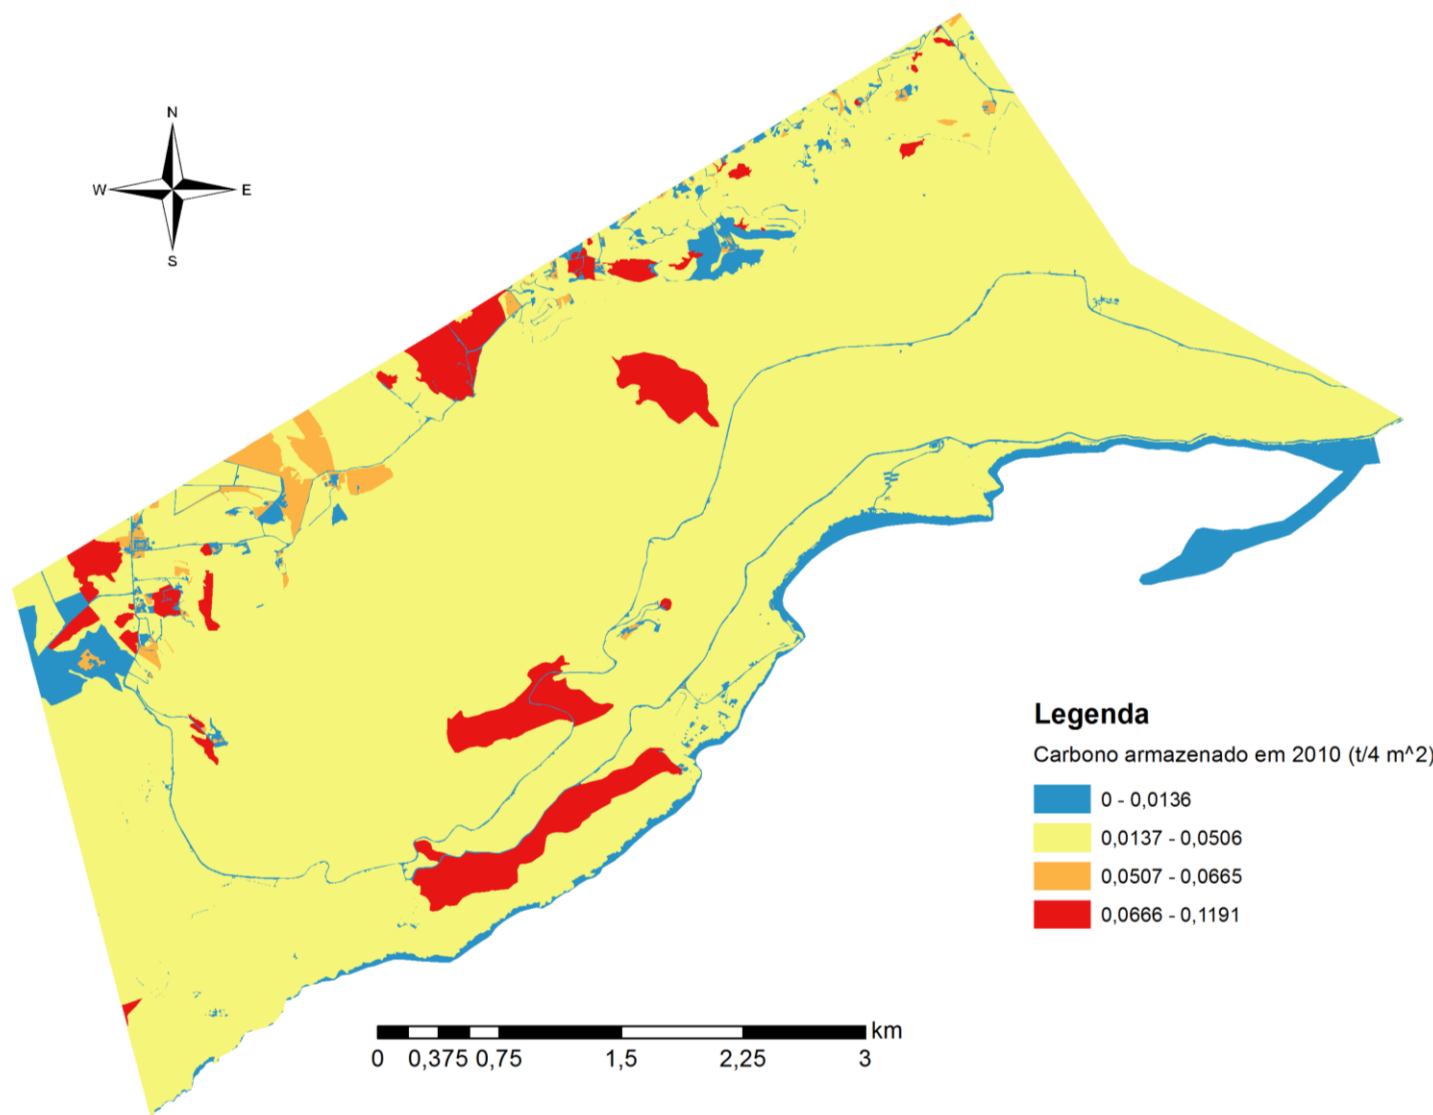 N
W E
S
Legenda
Carbono armazenado em 2010 (t/4 m^2)
0 - 0,0136
0,0137 - 0,0506
0,0507 - 0,0665
0,0666 - 0,1191
km
0 0,375 0,75 1,5 2,25 3